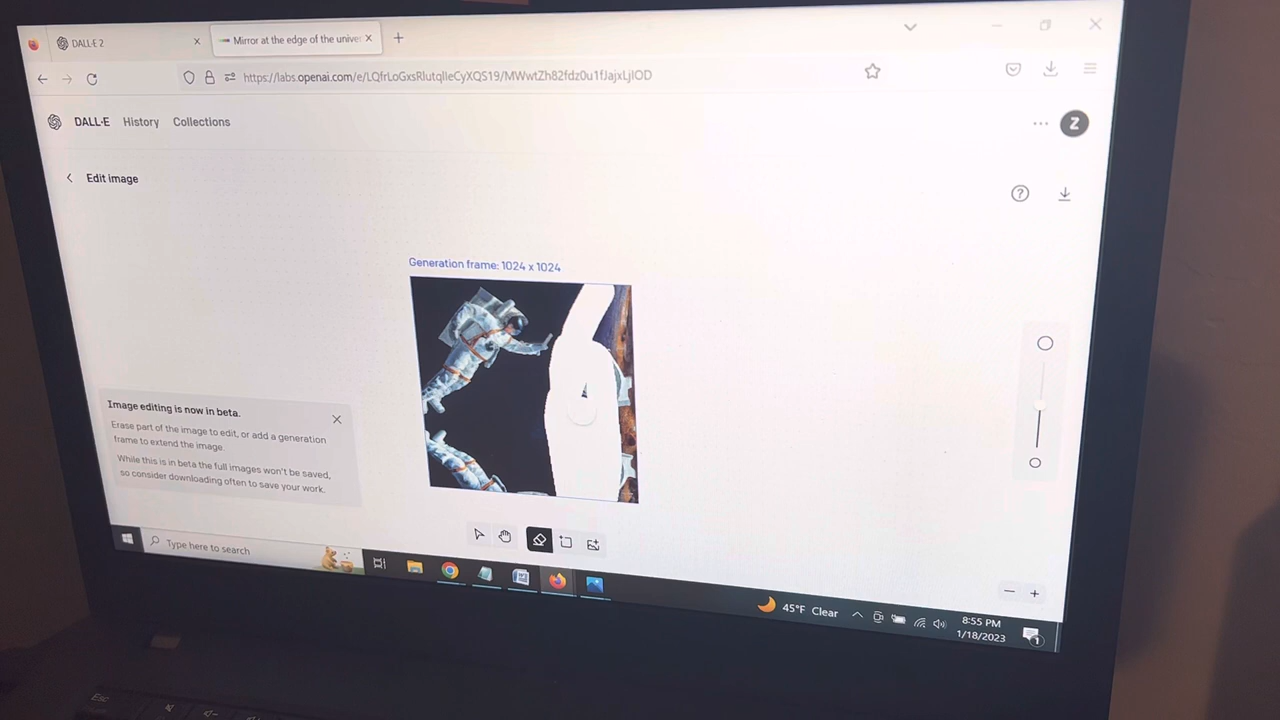 DALL·E 2
Mirror at the edge of the unive
https://labs.openai.com/e/
DALL·E History Collections
Z
Edit image
Generation frame: 1024 x 1024
Image editing is now in beta.
Erase part of the image to edit, or add a generation
frame to extend the image.
While this is in beta the full images won't be saved,
so consider downloading often to save your work.
Type here to search
45°F Clear
8:55 PM
1/18/2023
1
Esc